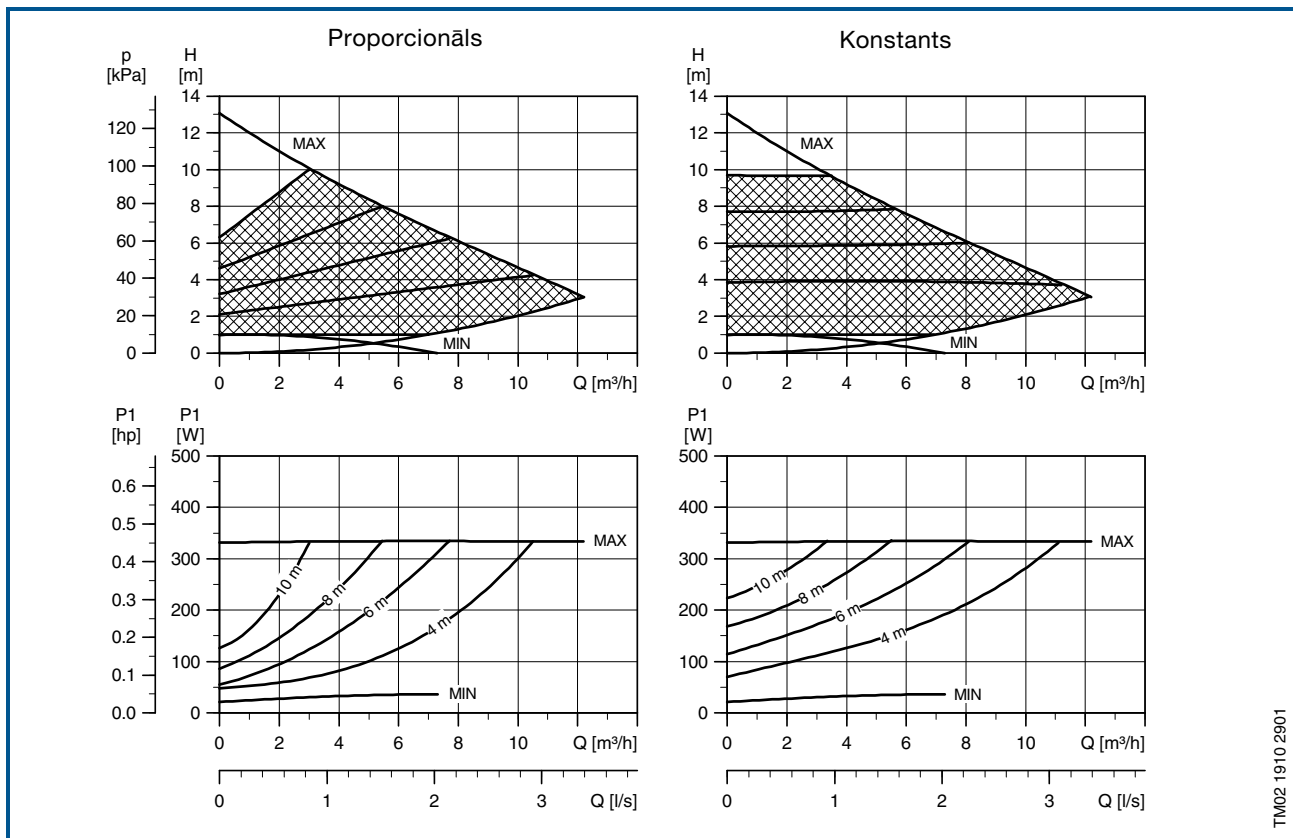 Proporcionāls
Konstants
p
[kPa]
H
[m]
H
[m]
14
12
10
8
6
4
2
0
120
100
80
60
40
20
0
MAX
MIN
0 2 4 6 8 10 Q [m³/h]
14
12
10
8
6
4
2
0
MAX
MIN
0 2 4 6 8 10 Q [m³/h]
P1
[hp]
P1
[W]
P1
[W]
0.6
0.5
0.4
0.3
0.2
0.1
0.0
500
400
300
200
100
0
MAX
10 m
8 m
6 m
4 m
MIN
0 2 4 6 8 10 Q [m³/h]
0 1 2 3 Q [l/s]
500
400
300
200
100
0
MAX
10 m
8 m
6 m
4 m
MIN
0 2 4 6 8 10 Q [m³/h]
0 1 2 3 Q [l/s]
TM02 1910 2901